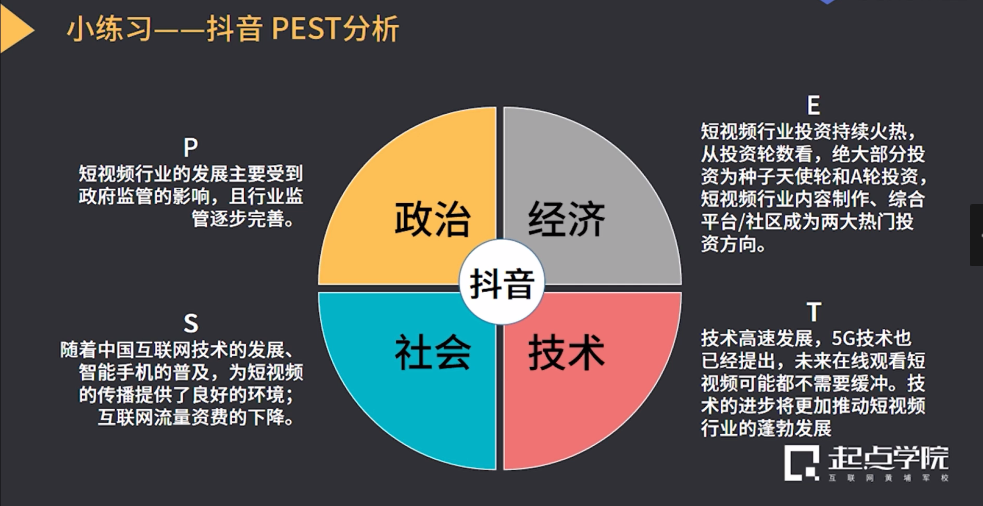 小练习——抖音 PEST分析
P
短视频行业的发展主要受到
政府监管的影响，且行业监
管逐步完善。
E
短视频行业投资持续火热，
从投资轮数看，绝大部分投
资为种子天使轮和A轮投资，
短视频行业内容制作、综合
平台/社区成为两大热门投
资方向。
政治
经济
抖音
社会
技术
S
随着中国互联网技术的发展、
智能手机的普及，为短视频
的传播提供了良好的环境；
互联网流量资费的下降。
T
技术高速发展，5G技术也
已经提出，未来在线观看短
视频可能都不需要缓冲。技
术的进步将更加推动短视频
行业的蓬勃发展
起点学院
互联网黄埔军校